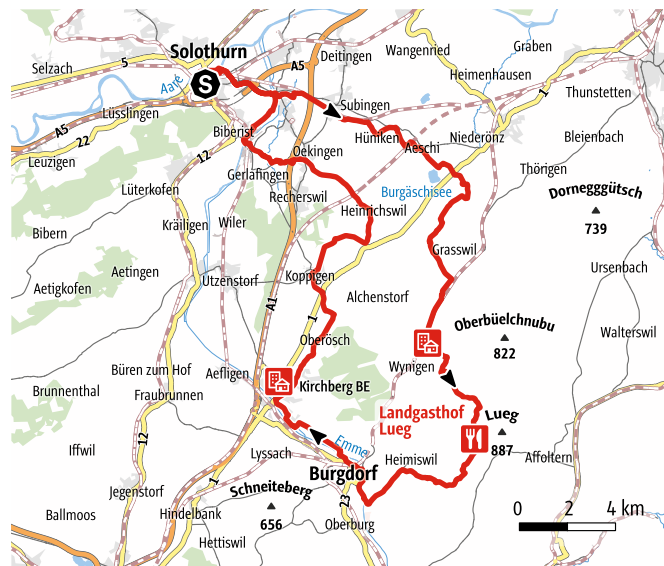 Solothurn
S
Selzach
5
Aare
A5
Deitingen
Wangenried
Graben
Heimenhausen
1
Thunstetten
Lüsslingen
A5
22
Leuzigen
Biberist
12
Subingen
Hüniken
Aeschi
Niederönz
Bleienbach
Oekingen
Gerlafingen
Thörigen
Lüterkofen
Recherswil
Burgäschisee
Dornegggütsch
739
Heinrichswil
Kräiligen
Wiler
Bibern
Grasswil
Aetingen
Utzenstorf
Koppigen
Ursenbach
Aetigkofen
A1
Alchenstorf
1
Oberbüelchnubu
822
Walterswil
Oberösch
Wynigen
Büren zum Hof
Aefligen
Kirchberg BE
Brunnenthal
Fraubrunnen
Landgasthof
Lueg
Lueg
887
12
Iffwil
Emme
Lyssach
Burgdorf
Heimiswil
Affoltern
Jegenstorf
1
Schneiteberg
656
23
Ballmoos
Hindelbank
Oberburg
Hettiswil
0 2 4 km